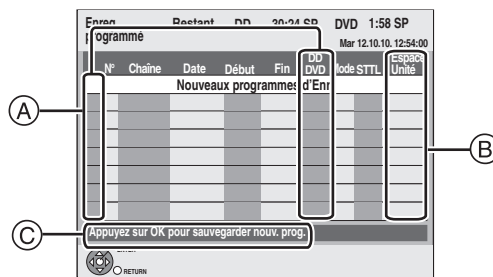 Enreg. Restant DD 30:24 SP DVD 1:58 SP
programmé Mar 12.10.10. 12:54:00
N° Chaîne Date Début Fin DD DVD Mode STTL Espace Unité
Nouveaux programmes d'Enr
A
B
C
Appuyez sur OK pour sauvegarder nouv. prog.
RETURN